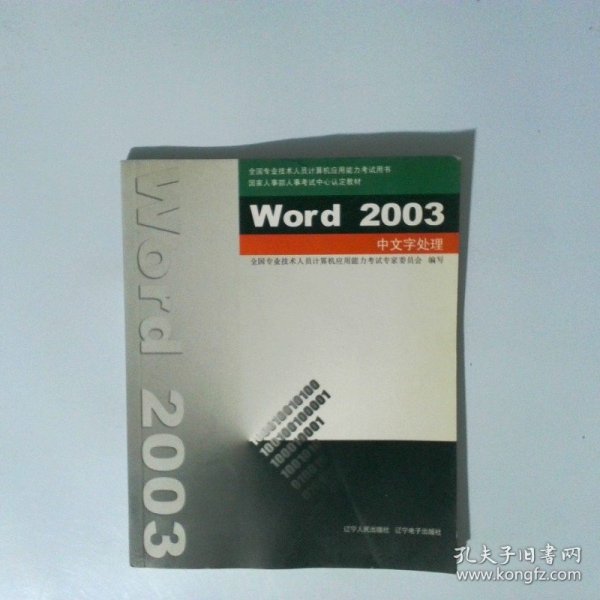 全国专业技术人员计算机应用能力考试用书
国家人事部人事考试中心认定教材
Word 2003
中文字处理
全国专业技术人员计算机应用能力考试专家委员会 编写
Word 2003
100010010100
100100100001
100010001
辽宁人民出版社 辽宁电子出版社
孔夫子旧书网
www.kongfz.com